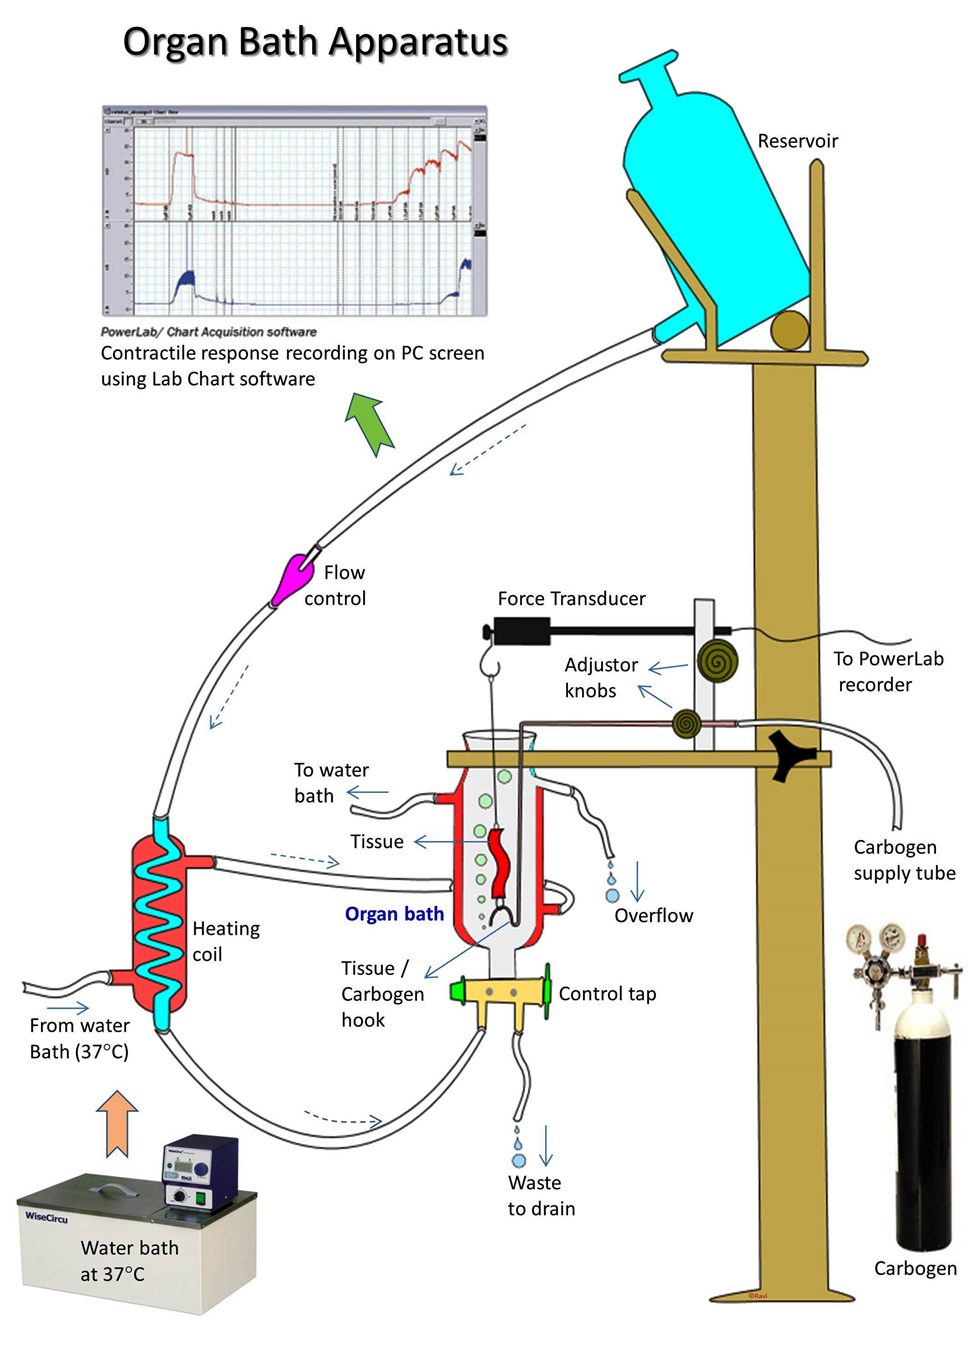 Organ Bath Apparatus
Reservoir
PowerLab/ Chart Acquisition software
Contractile response recording on PC screen
using Lab Chart software
Flow
control
Force Transducer
Adjustor
knobs
To PowerLab
recorder
To water
bath
Tissue
Carbogen
supply tube
Organ bath
Overflow
Heating
coil
Tissue /
Carbogen
hook
Control tap
From water
Bath (37°C)
WiseCircu
Water bath
at 37°C
Waste
to drain
Carbogen
©Ravi